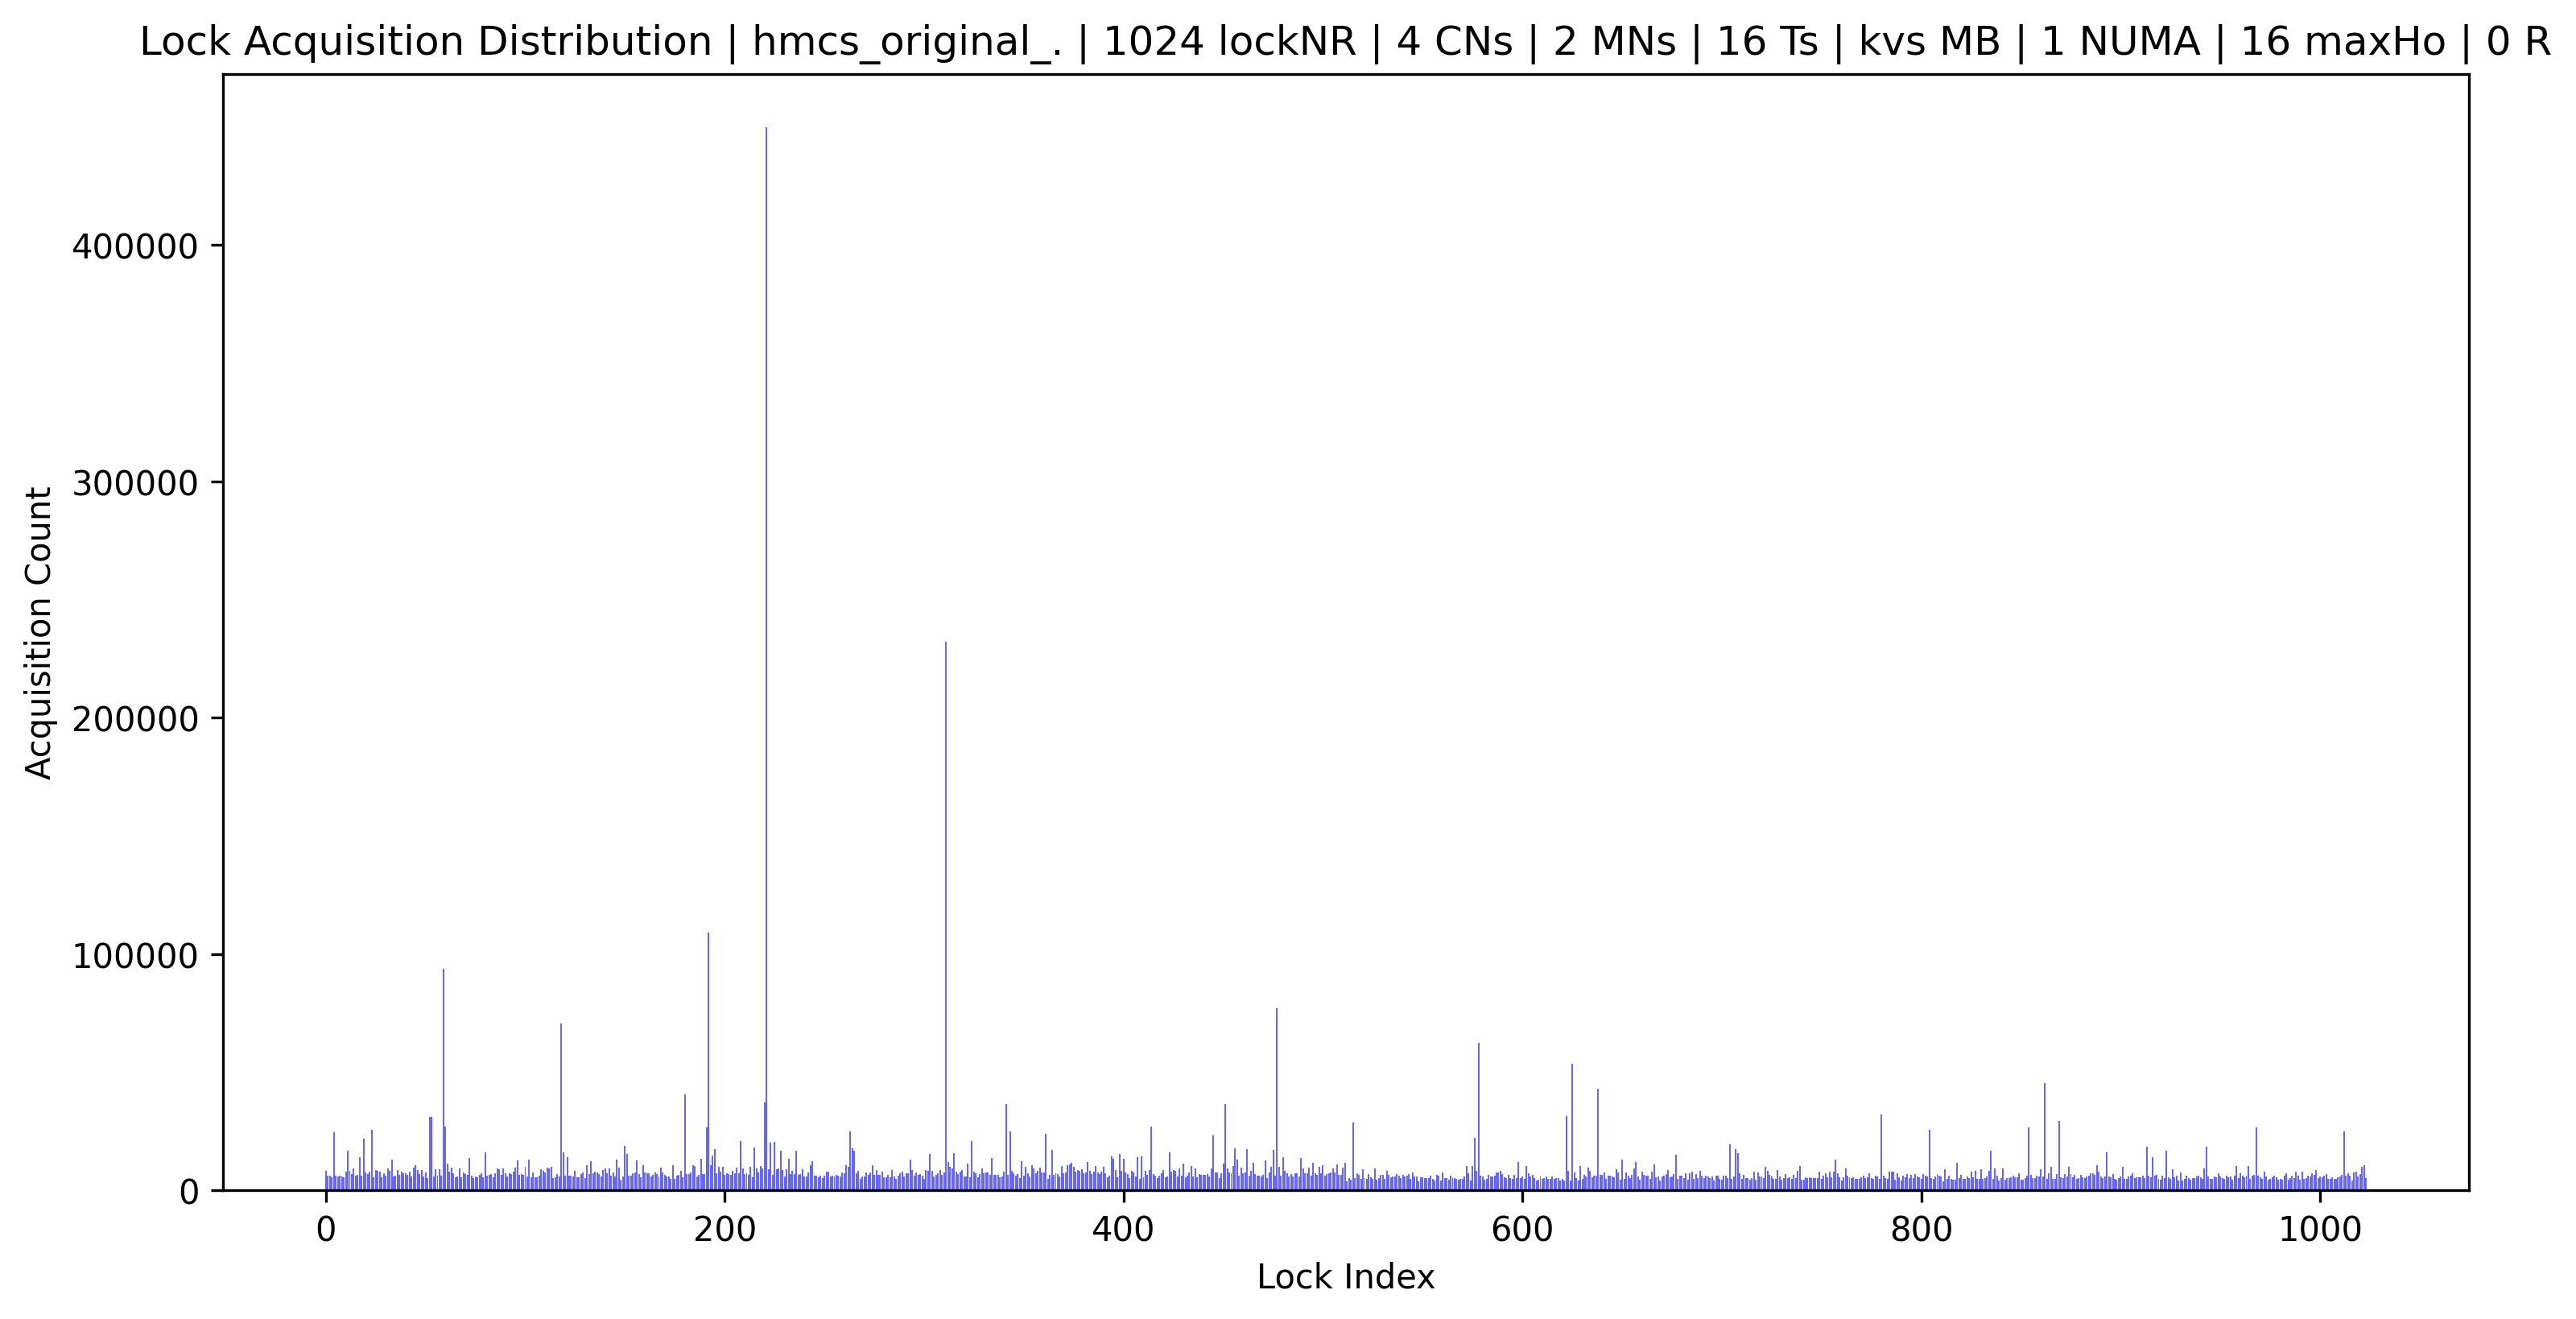 Lock Acquisition Distribution | hmcs_original_. | 1024 lockNR | 4 CNs | 2 MNs | 16 Ts | kvs MB | 1 NUMA | 16 maxHo | 0 R
Acquisition Count
400000
300000
200000
100000
0
0 200 400 600 800 1000
Lock Index